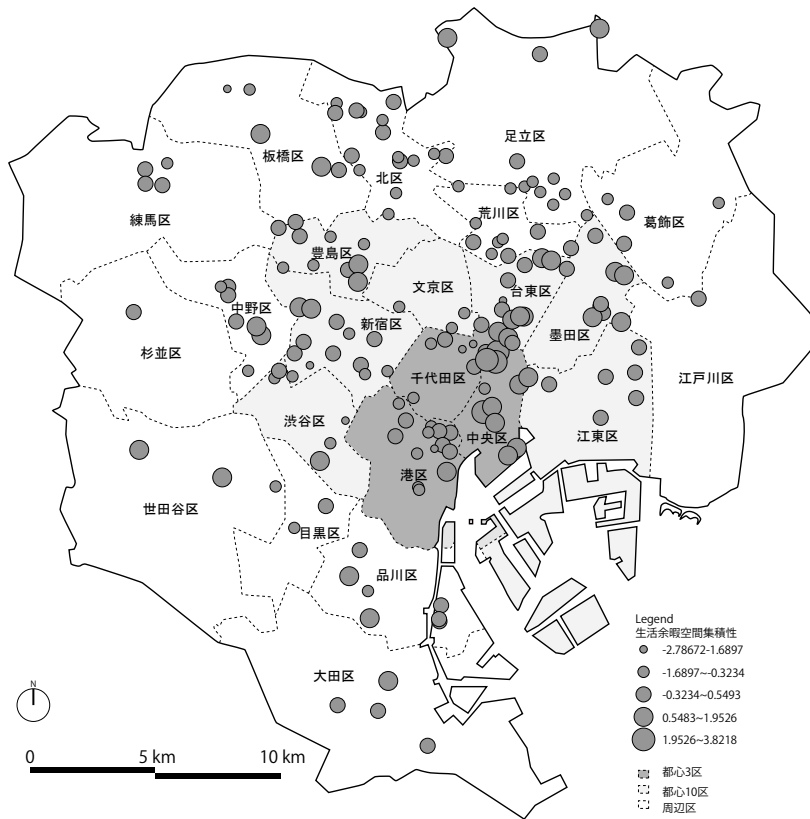 足立区
板橋区
北区
荒川区
葛飾区
練馬区
豊島区
文京区
台東区
中野区
新宿区
墨田区
杉並区
千代田区
江戸川区
渋谷区
中央区
江東区
港区
世田谷区
目黒区
品川区
大田区
Legend
生活余暇空間集積性
-2.78672-1.6897
-1.6897~-0.3234
-0.3234~0.5493
0.5483~1.9526
1.9526~3.8218
都心3区
都心10区
周辺区
N
0 5 km 10 km